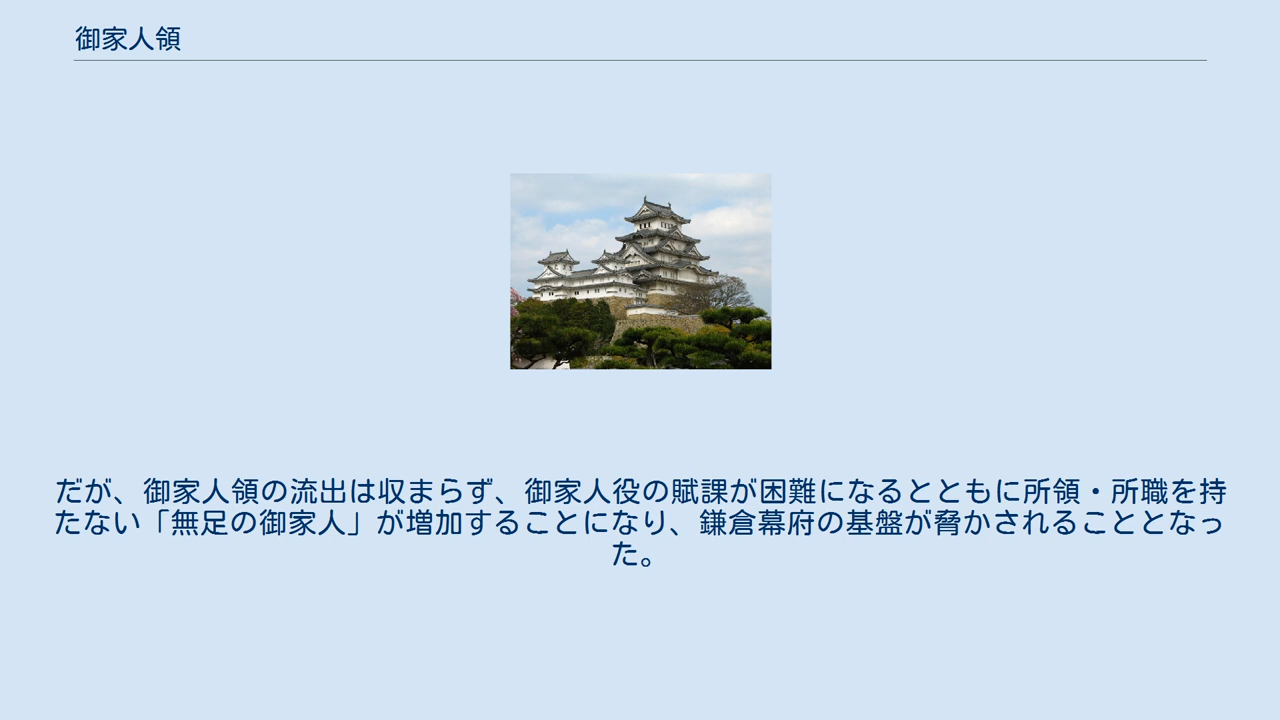 御家人領
だが、御家人領の流出は収まらず、御家人役の賦課が困難になるとともに所領・所職を持
たない「無足の御家人」が増加することになり、鎌倉幕府の基盤が脅かされることとなっ
た。